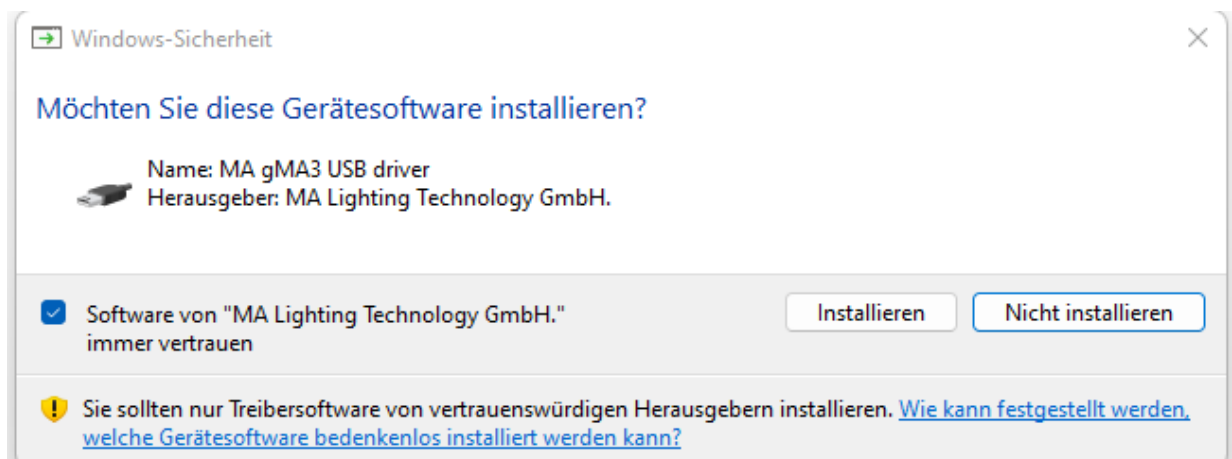 Windows-Sicherheit
Möchten Sie diese Gerätesoftware installieren?
Name: MA gMA3 USB driver
Herausgeber: MA Lighting Technology GmbH.
Software von "MA Lighting Technology GmbH."
immer vertrauen
Installieren
Nicht installieren
Sie sollten nur Treibersoftware von vertrauenswürdigen Herausgebern installieren. Wie kann festgestellt werden,
welche Gerätesoftware bedenkenlos installiert werden kann?